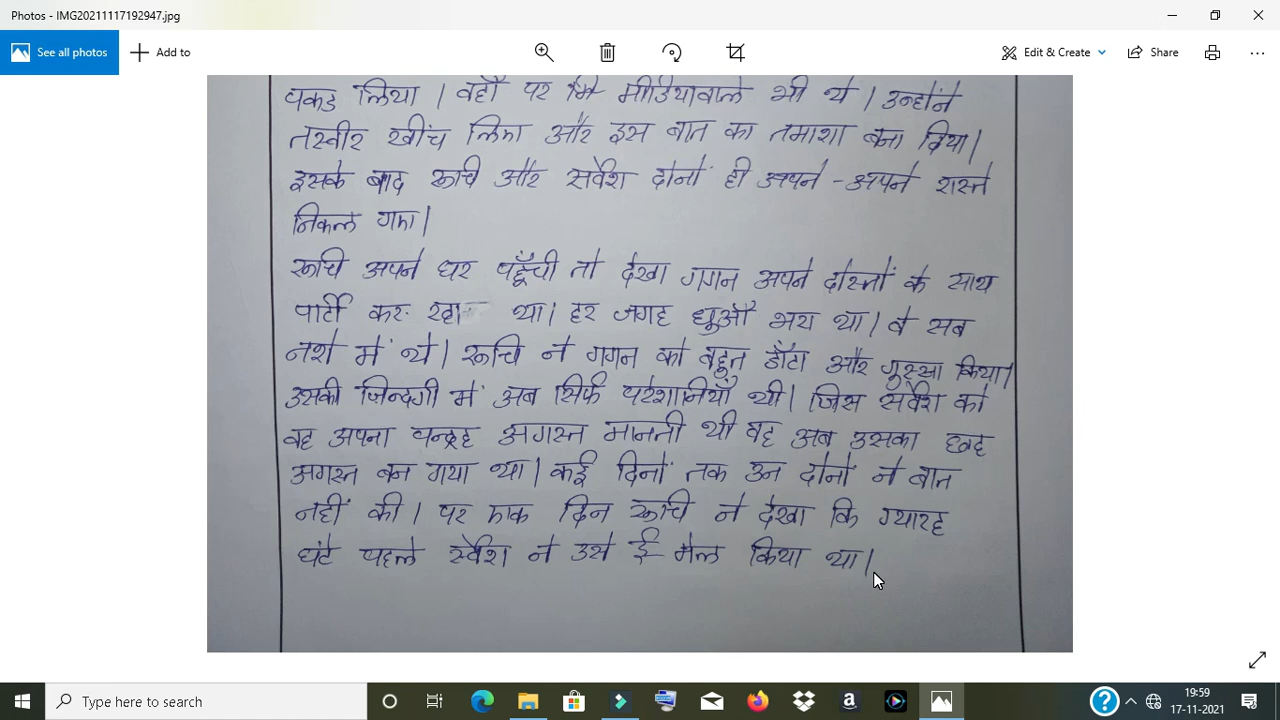 Photos - IMG20211117192947.jpg
See all photos
Add to
Edit & Create
Share
पकड लिया । वहाँ पर मि मीडियावाले भी थे । उन्होंने
तस्वीर खींच लिए और इस बात का तमाशा बना दिया।
इसके बाद रूचि और सर्वेश दोनों ही अपने - अपने रास्ते
निकल गए।
रूचि अपने घर पहूँची तो देखा गगन अपने दोस्तों के साथ
पार्टी कर रहा था। हर जगह धुआँ भरा था। वे सब
नशे में थे। रूचि ने गगन को बहूत डाँटा और गुस्सा किया।
उसकी जिन्दगी में अब सिर्फ परेशानियाँ थी। जिस सर्वेश को
वह अपना पन्द्रह अगस्त मानती थी वह अब उसका छह
अगस्त बन गया था। कई दिनों तक उन दोनों ने बात
नहीं की। पर एक दिन रूचि ने देखा कि ग्यारह
घंटे पहले सर्वेश ने उसे ई-मेल किया था।
Type here to search
19:59
17-11-2021